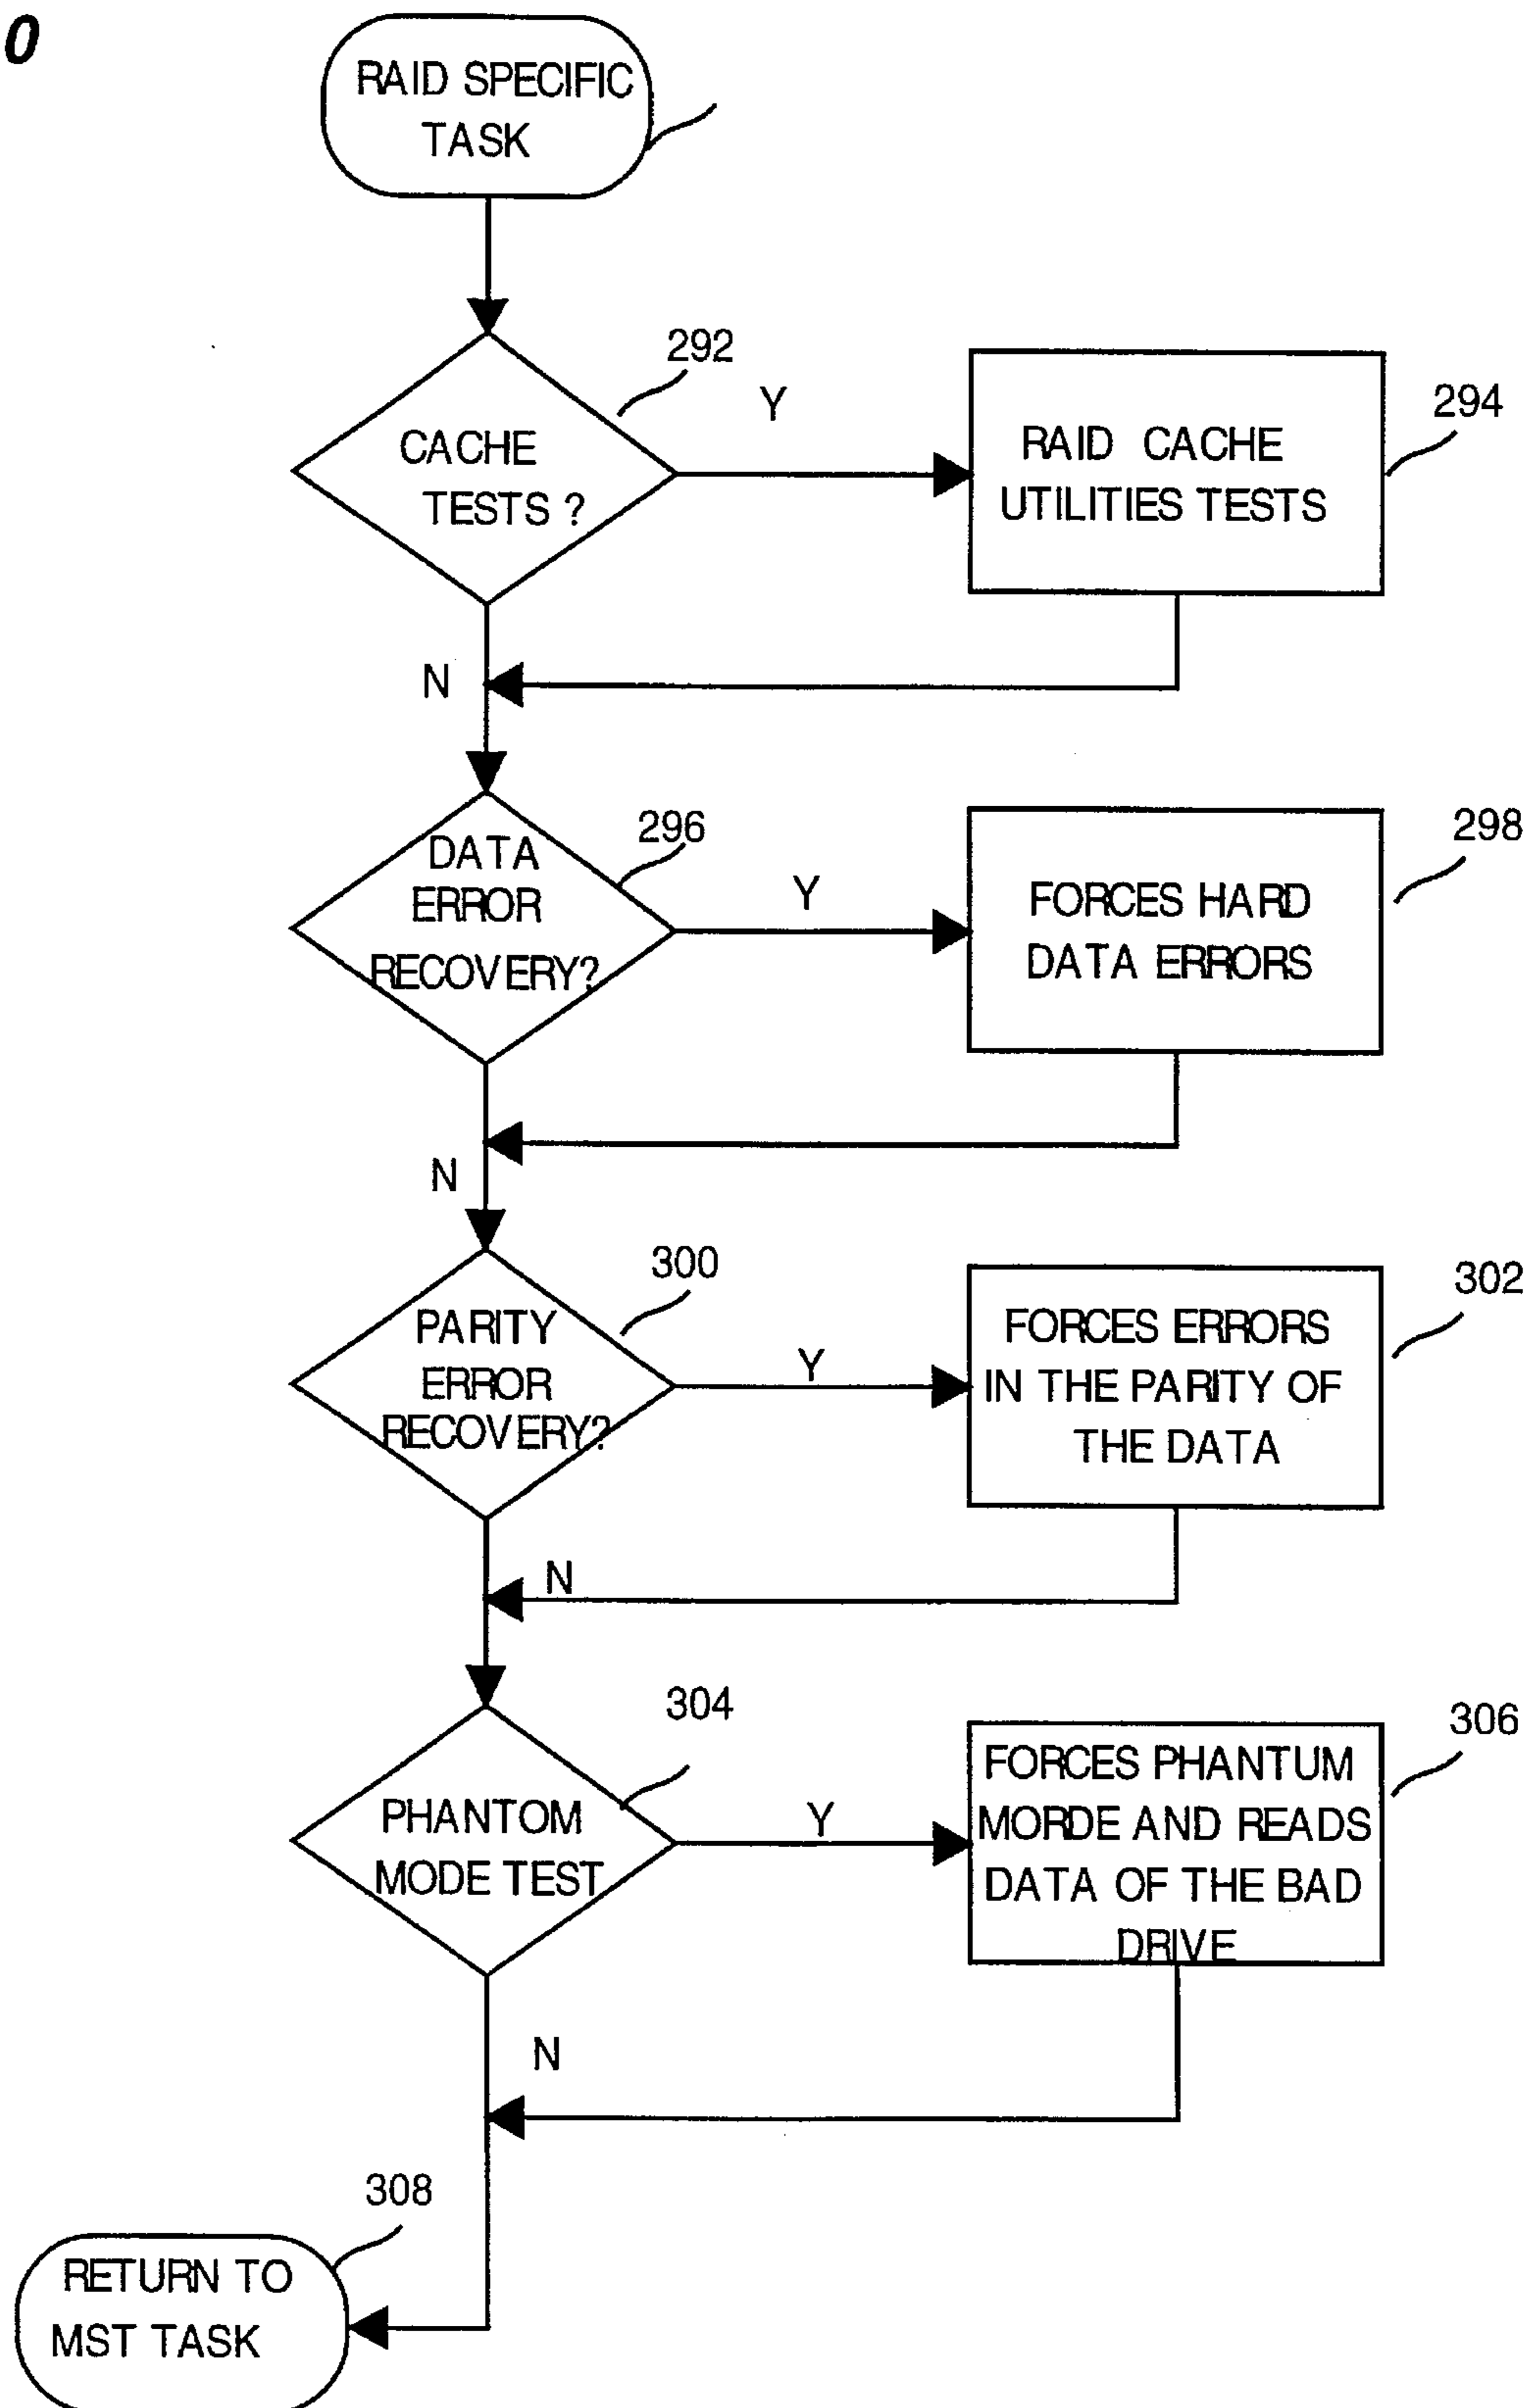 0
RAID SPECIFIC
TASK
292
Y
CACHE
TESTS ?
RAID CACHE
UTILITIES TESTS
294
N
296
DATA
ERROR
RECOVERY?
Y
FORCES HARD
DATA ERRORS
298
N
300
PARITY
ERROR
RECOVERY?
Y
FORCES ERRORS
IN THE PARITY OF
THE DATA
302
N
304
PHANTOM
MODE TEST
Y
FORCES PHANTUM
MORDE AND READS
DATA OF THE BAD
DRIVE
306
N
308
RETURN TO
MST TASK